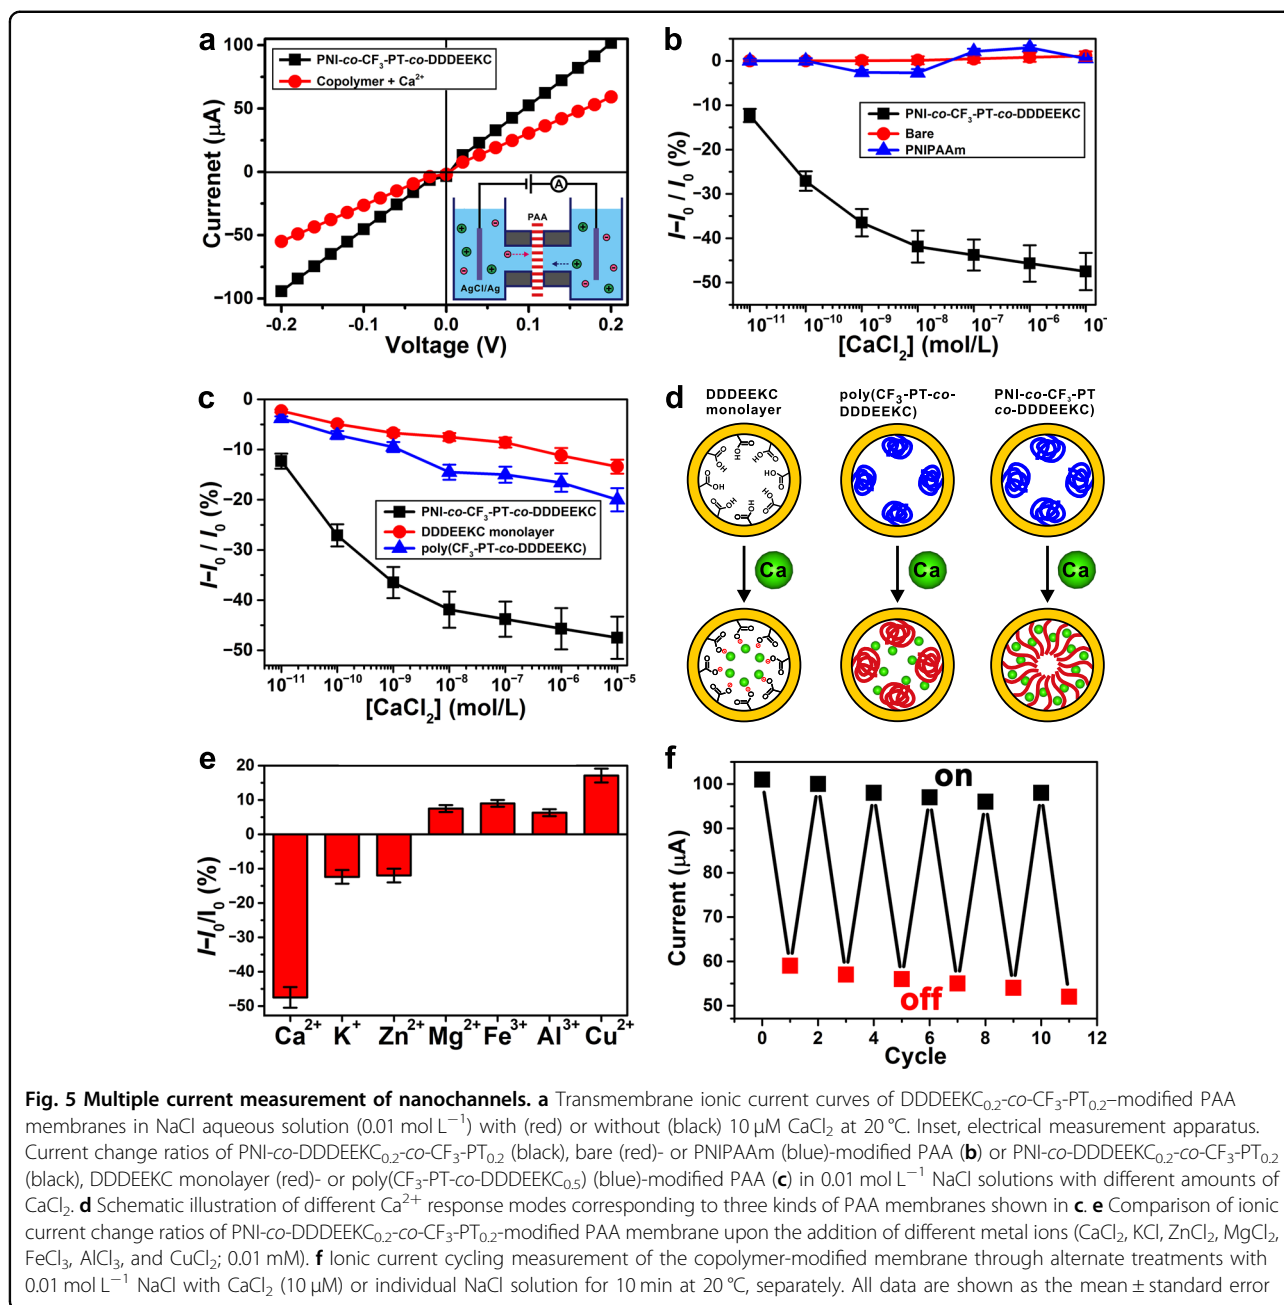 a
100
50
0
−50
−100
Currenet (μA)
PNI-co-CF₃-PT-co-DDDEEKC
Copolymer + Ca²⁺
A
PAA
AgCl/Ag
-0.2
-0.1
0.0
0.1
0.2
Voltage (V)
b
0
−10
−20
−30
−40
−50
I−I₀ / I₀ (%)
PNI-co-CF₃-PT-co-DDDEEKC
Bare
PNIPAAm
10⁻¹¹ 10⁻¹⁰ 10⁻⁹ 10⁻⁸ 10⁻⁷ 10⁻⁶ 10⁻
[CaCl₂] (mol/L)
c
0
−10
−20
−30
−40
−50
I−I₀ / I₀ (%)
PNI-co-CF₃-PT-co-DDDEEKC
DDDEEKC monolayer
poly(CF₃-PT-co-DDDEEKC)
10⁻¹¹ 10⁻¹⁰ 10⁻⁹ 10⁻⁸ 10⁻⁷ 10⁻⁶ 10⁻⁵
[CaCl₂] (mol/L)
d
DDDEEKC
monolayer
poly(CF₃-PT-co-
DDDEEKC)
PNI-co-CF₃-PT
co-DDDEEKC)
Ca
Ca
Ca
e
20
10
0
−10
−20
−30
−40
−50
I−I₀/I₀ (%)
Ca²⁺ K⁺ Zn²⁺ Mg²⁺ Fe³⁺ Al³⁺ Cu²⁺
f
100
90
80
70
60
50
Current (μA)
on
off
0 2 4 6 8 10 12
Cycle
Fig. 5 Multiple current measurement of nanochannels. a Transmembrane ionic current curves of DDDEEKC₀.₂-co-CF₃-PT₀.₂–modified PAA
membranes in NaCl aqueous solution (0.01 mol L⁻¹) with (red) or without (black) 10 μM CaCl₂ at 20 °C. Inset, electrical measurement apparatus.
Current change ratios of PNI-co-DDDEEKC₀.₂-co-CF₃-PT₀.₂ (black), bare (red)- or PNIPAAm (blue)-modified PAA (b) or PNI-co-DDDEEKC₀.₂-co-CF₃-PT₀.₂
(black), DDDEEKC monolayer (red)- or poly(CF₃-PT-co-DDDEEKC₀.₅) (blue)-modified PAA (c) in 0.01 mol L⁻¹ NaCl solutions with different amounts of
CaCl₂. d Schematic illustration of different Ca²⁺ response modes corresponding to three kinds of PAA membranes shown in c. e Comparison of ionic
current change ratios of PNI-co-DDDEEKC₀.₂-co-CF₃-PT₀.₂-modified PAA membrane upon the addition of different metal ions (CaCl₂, KCl, ZnCl₂, MgCl₂,
FeCl₃, AlCl₃, and CuCl₂; 0.01 mM). f Ionic current cycling measurement of the copolymer-modified membrane through alternate treatments with
0.01 mol L⁻¹ NaCl with CaCl₂ (10 μM) or individual NaCl solution for 10 min at 20 °C, separately. All data are shown as the mean ± standard error